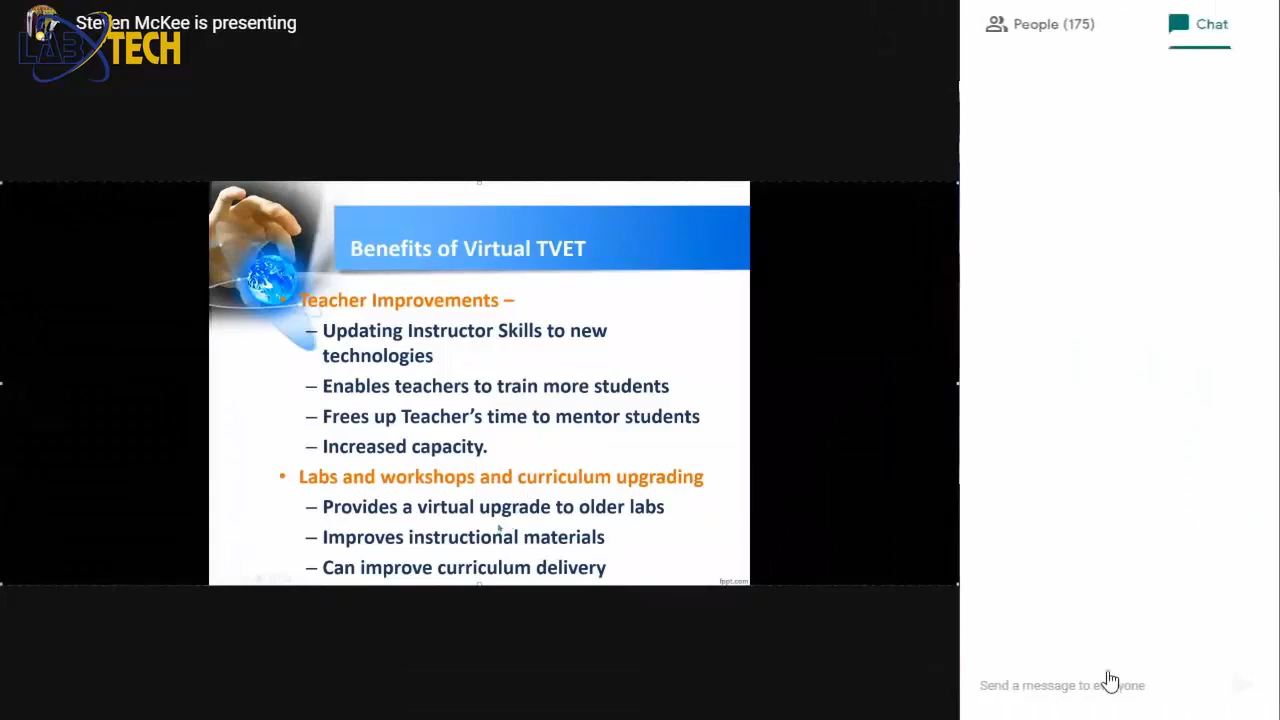 Steven McKee is presenting
LABTECH
People (175)
Chat
Benefits of Virtual TVET
• Teacher Improvements –
– Updating Instructor Skills to new
technologies
– Enables teachers to train more students
– Frees up Teacher’s time to mentor students
– Increased capacity.
• Labs and workshops and curriculum upgrading
– Provides a virtual upgrade to older labs
– Improves instructional materials
– Can improve curriculum delivery
fppt.com
Send a message to everyone